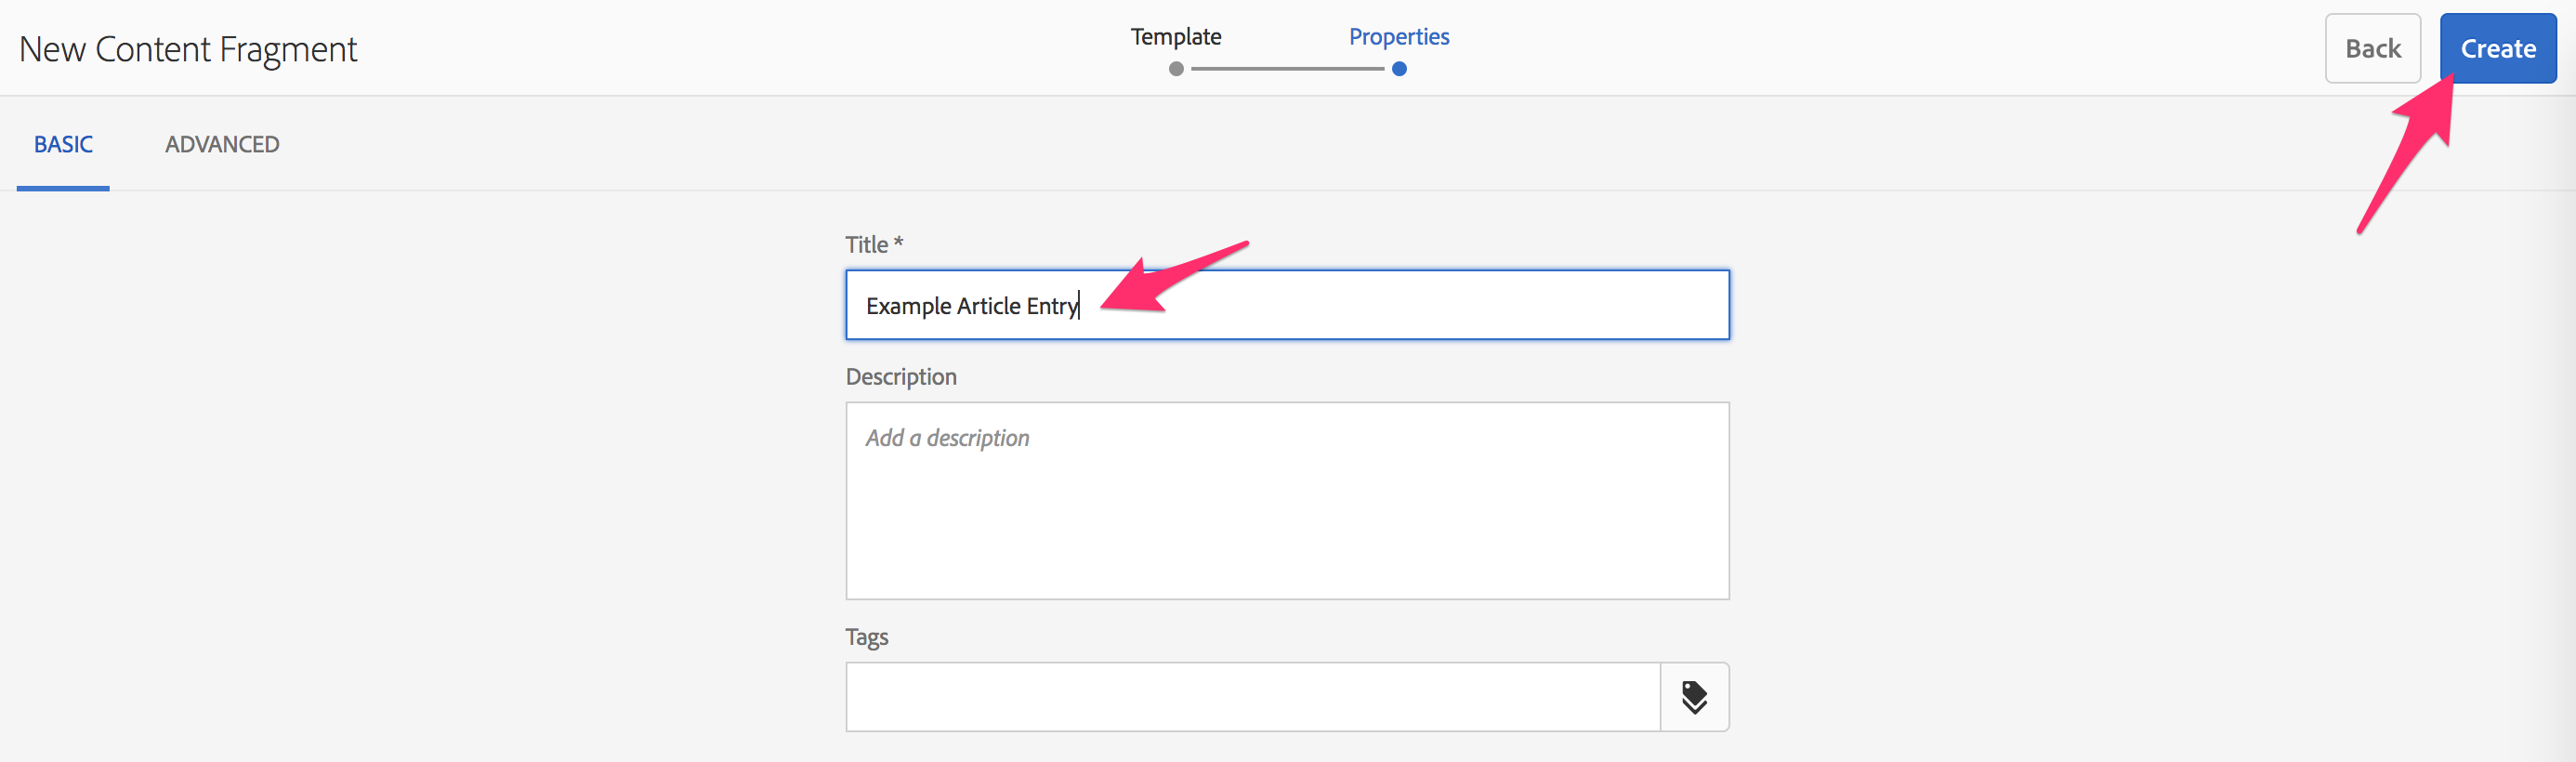 New Content Fragment
Template
Properties
Back
Create
BASIC
ADVANCED
Title *
Example Article Entry
Description
Add a description
Tags